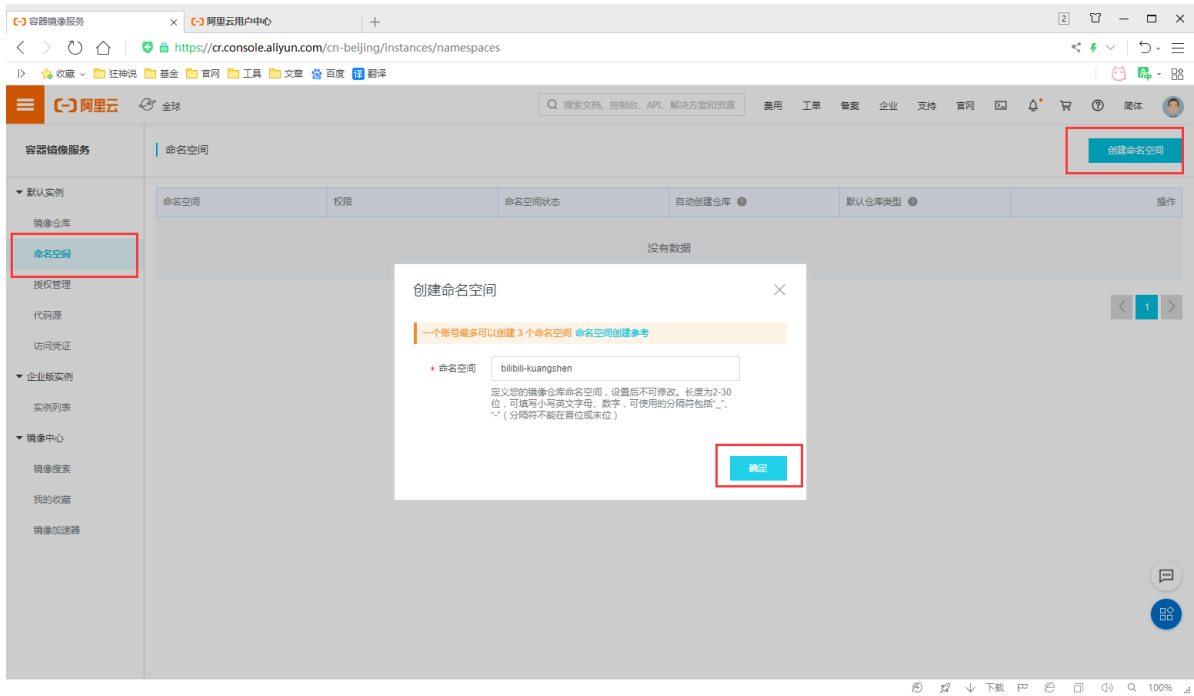 [-] 容器镜像服务
[-] 阿里云用户中心
2
https://cr.console.aliyun.com/cn-beijing/instances/namespaces
收藏 狂神说 基金 官网 工具 文章 百度 译 翻译
[-] 阿里云 全球
搜索文档、控制台、API、解决方案和资源
费用 工单 备案 企业 支持 官网 简体
容器镜像服务
命名空间
创建命名空间
默认实例
镜像仓库
命名空间
授权管理
代码源
访问凭证
企业版实例
实例列表
镜像中心
镜像搜索
我的收藏
镜像加速器
命名空间 权限 命名空间状态 自动创建仓库 默认仓库类型 操作
没有数据
1
创建命名空间
一个账号最多可以创建 3 个命名空间 命名空间创建参考
* 命名空间 bilibili-kuangshen
定义您的镜像仓库命名空间，设置后不可修改。长度为2-30
位，可填写小写英文字母、数字，可使用的分隔符包括“_”、
“-”（分隔符不能在首位或末位）
确定
下载 100%